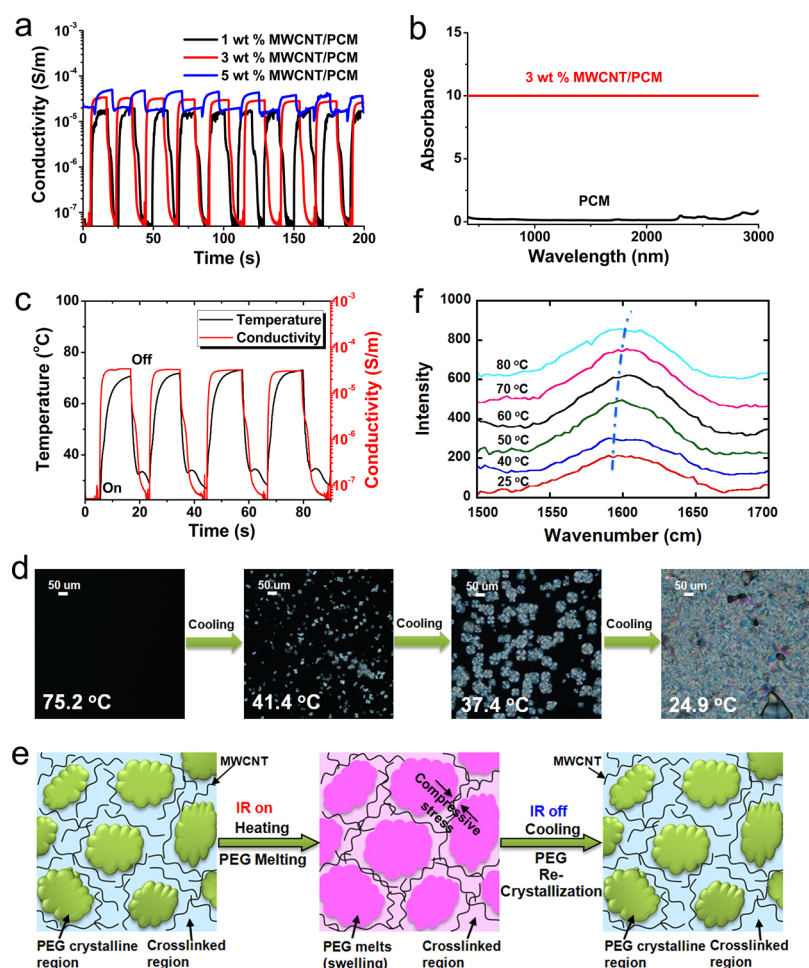 a
1 wt % MWCNT/PCM
3 wt % MWCNT/PCM
5 wt % MWCNT/PCM
Conductivity (S/m)
10⁻³
10⁻⁴
10⁻⁵
10⁻⁶
10⁻⁷
0 50 100 150 200
Time (s)
b
3 wt % MWCNT/PCM
PCM
Absorbance
15
10
5
0
1000 2000 3000
Wavelength (nm)
c
Temperature
Conductivity
Off
On
Temperature (°C)
100
80
60
40
Conductivity (S/m)
10⁻³
10⁻⁴
10⁻⁵
10⁻⁶
10⁻⁷
0 20 40 60 80
Time (s)
f
Intensity
1000
800
600
400
200
0
80 °C
70 °C
60 °C
50 °C
40 °C
25 °C
1500 1550 1600 1650 1700
Wavenumber (cm)
d
50 um
75.2 °C
Cooling
50 um
41.4 °C
Cooling
50 um
37.4 °C
Cooling
50 um
24.9 °C
e
MWCNT
PEG crystalline
region
Crosslinked
region
IR on
Heating
PEG Melting
Compressive
stress
PEG melts
(swelling)
Crosslinked
region
IR off
Cooling
PEG
Re-
Crystallization
MWCNT
PEG crystalline
region
Crosslinked
region